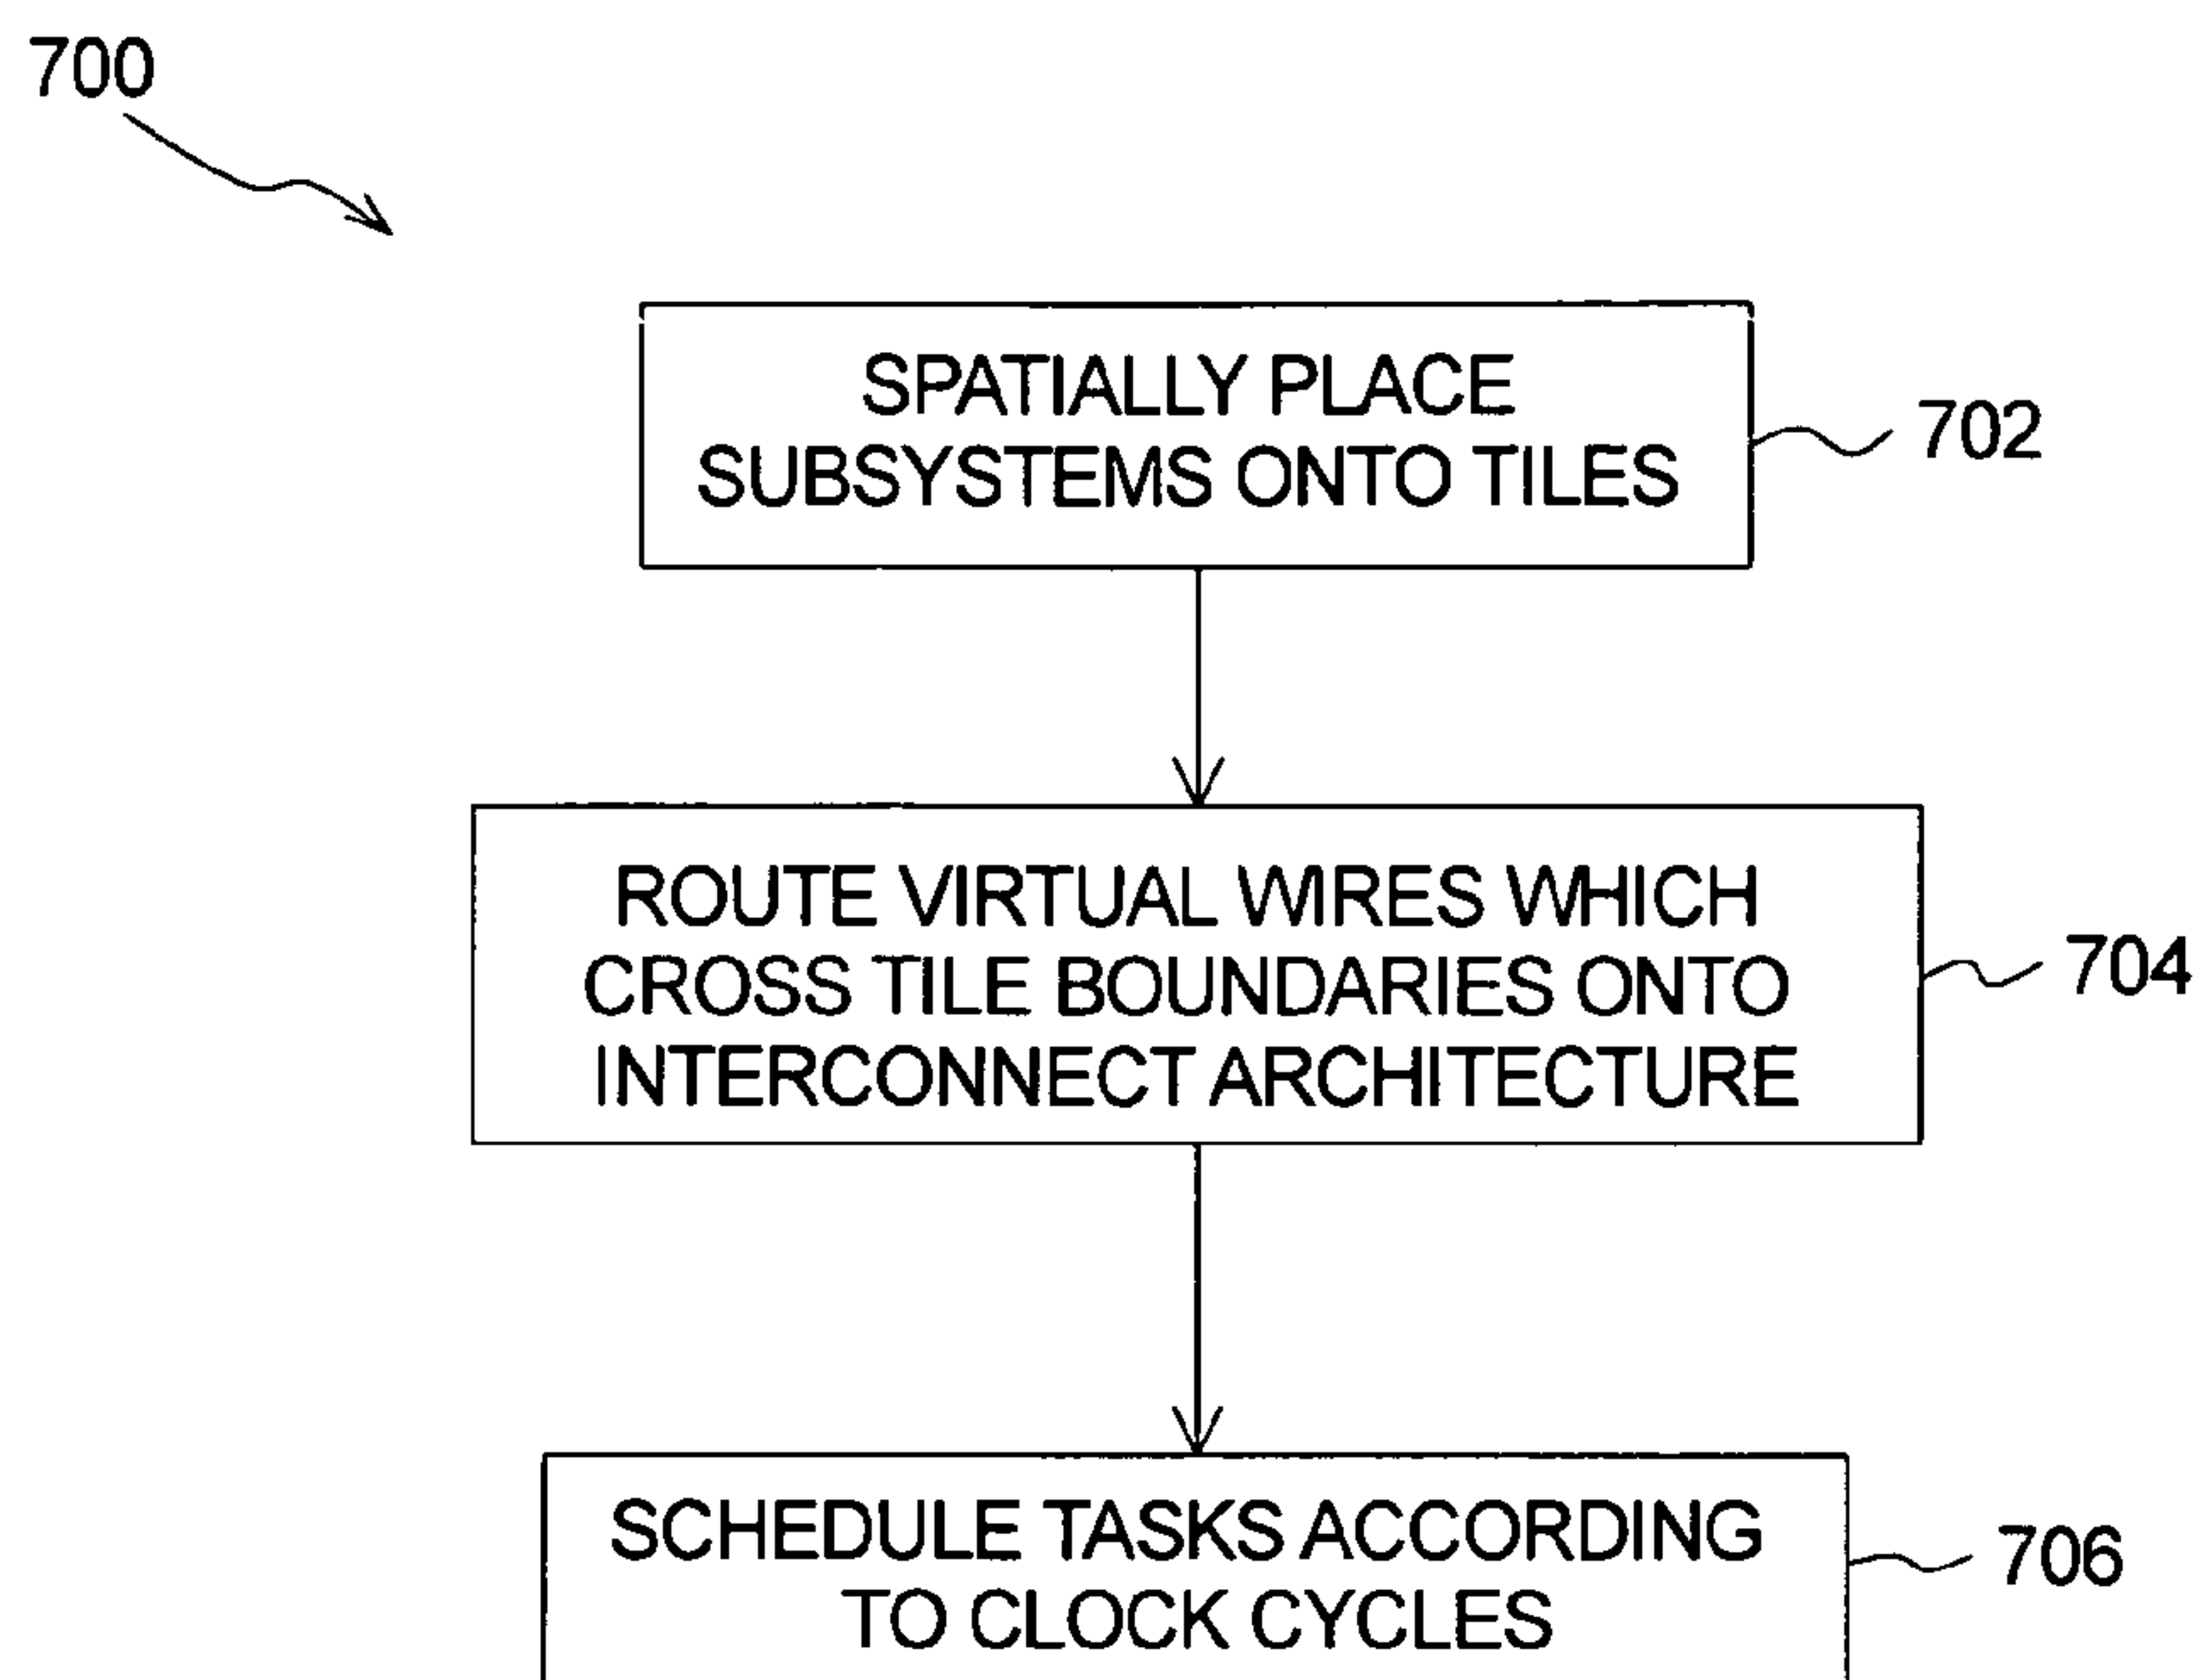 700
SPATIALLY PLACE
SUBSYSTEMS ONTO TILES
702
ROUTE VIRTUAL WIRES WHICH
CROSS TILE BOUNDARIES ONTO
INTERCONNECT ARCHITECTURE
704
SCHEDULE TASKS ACCORDING
TO CLOCK CYCLES
706